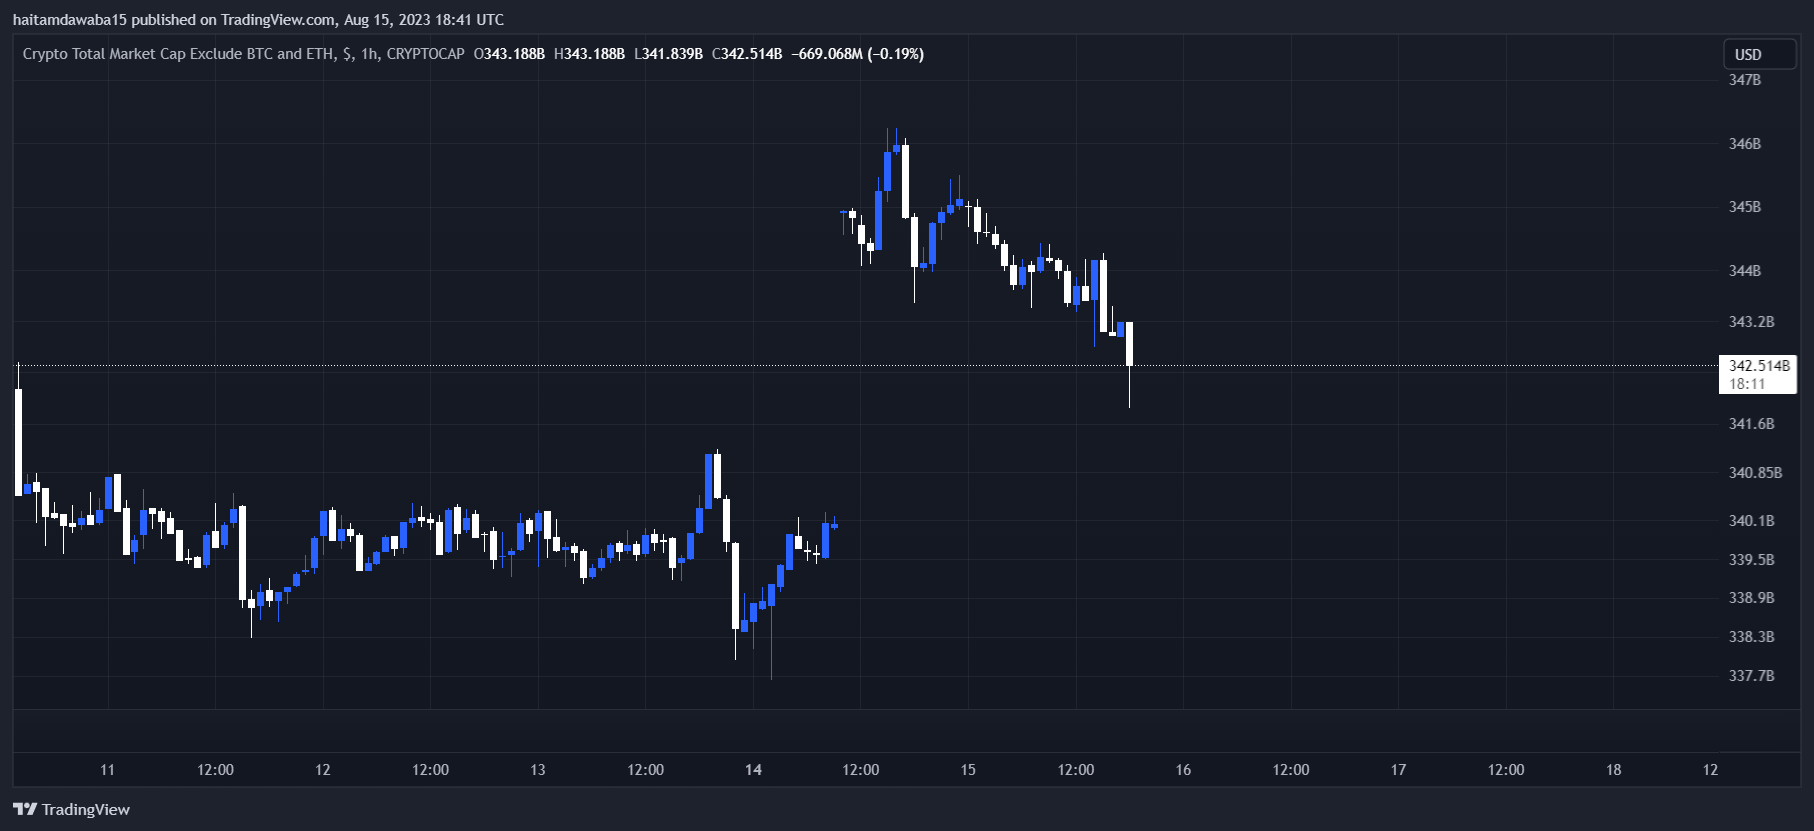 haitamdawaba15 published on TradingView.com, Aug 15, 2023 18:41 UTC
Crypto Total Market Cap Exclude BTC and ETH, $, 1h, CRYPTOCAP O343.188B H343.188B L341.839B C342.514B −669.068M (−0.19%)
USD
347B
346B
345B
344B
343.2B
342.514B
18:11
341.6B
340.85B
340.1B
339.5B
338.9B
338.3B
337.7B
11 12:00 12 12:00 13 12:00 14 12:00 15 12:00 16 12:00 17 12:00 18 12
TradingView